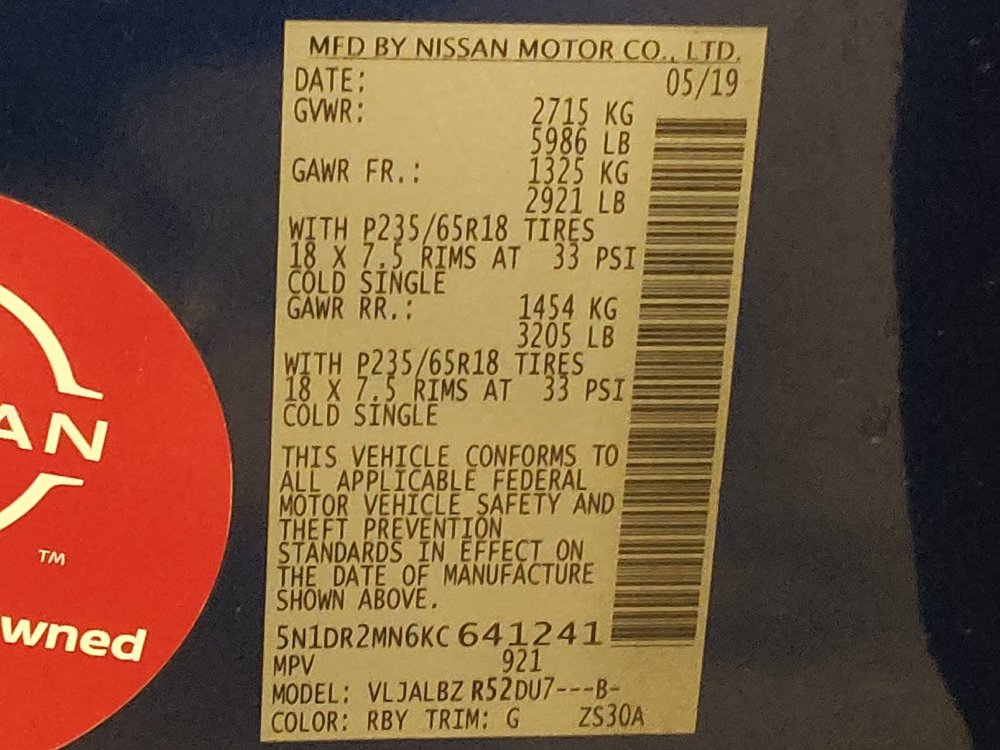 MFD BY NISSAN MOTOR CO., LTD.
DATE: 05/19
GVWR: 2715 KG
5986 LB
GAWR FR.: 1325 KG
2921 LB
WITH P235/65R18 TIRES
18 X 7.5 RIMS AT 33 PSI
COLD SINGLE
GAWR RR.: 1454 KG
3205 LB
WITH P235/65R18 TIRES
18 X 7.5 RIMS AT 33 PSI
COLD SINGLE
THIS VEHICLE CONFORMS TO
ALL APPLICABLE FEDERAL
MOTOR VEHICLE SAFETY AND
THEFT PREVENTION
STANDARDS IN EFFECT ON
THE DATE OF MANUFACTURE
SHOWN ABOVE.
5N1DR2MN6KC641241
MPV 921
MODEL: VLJALBZ R52DU7---B-
COLOR: RBY TRIM: G ZS30A
AN
TM
wned